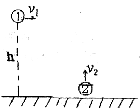 ① v₁
h
v₂
②